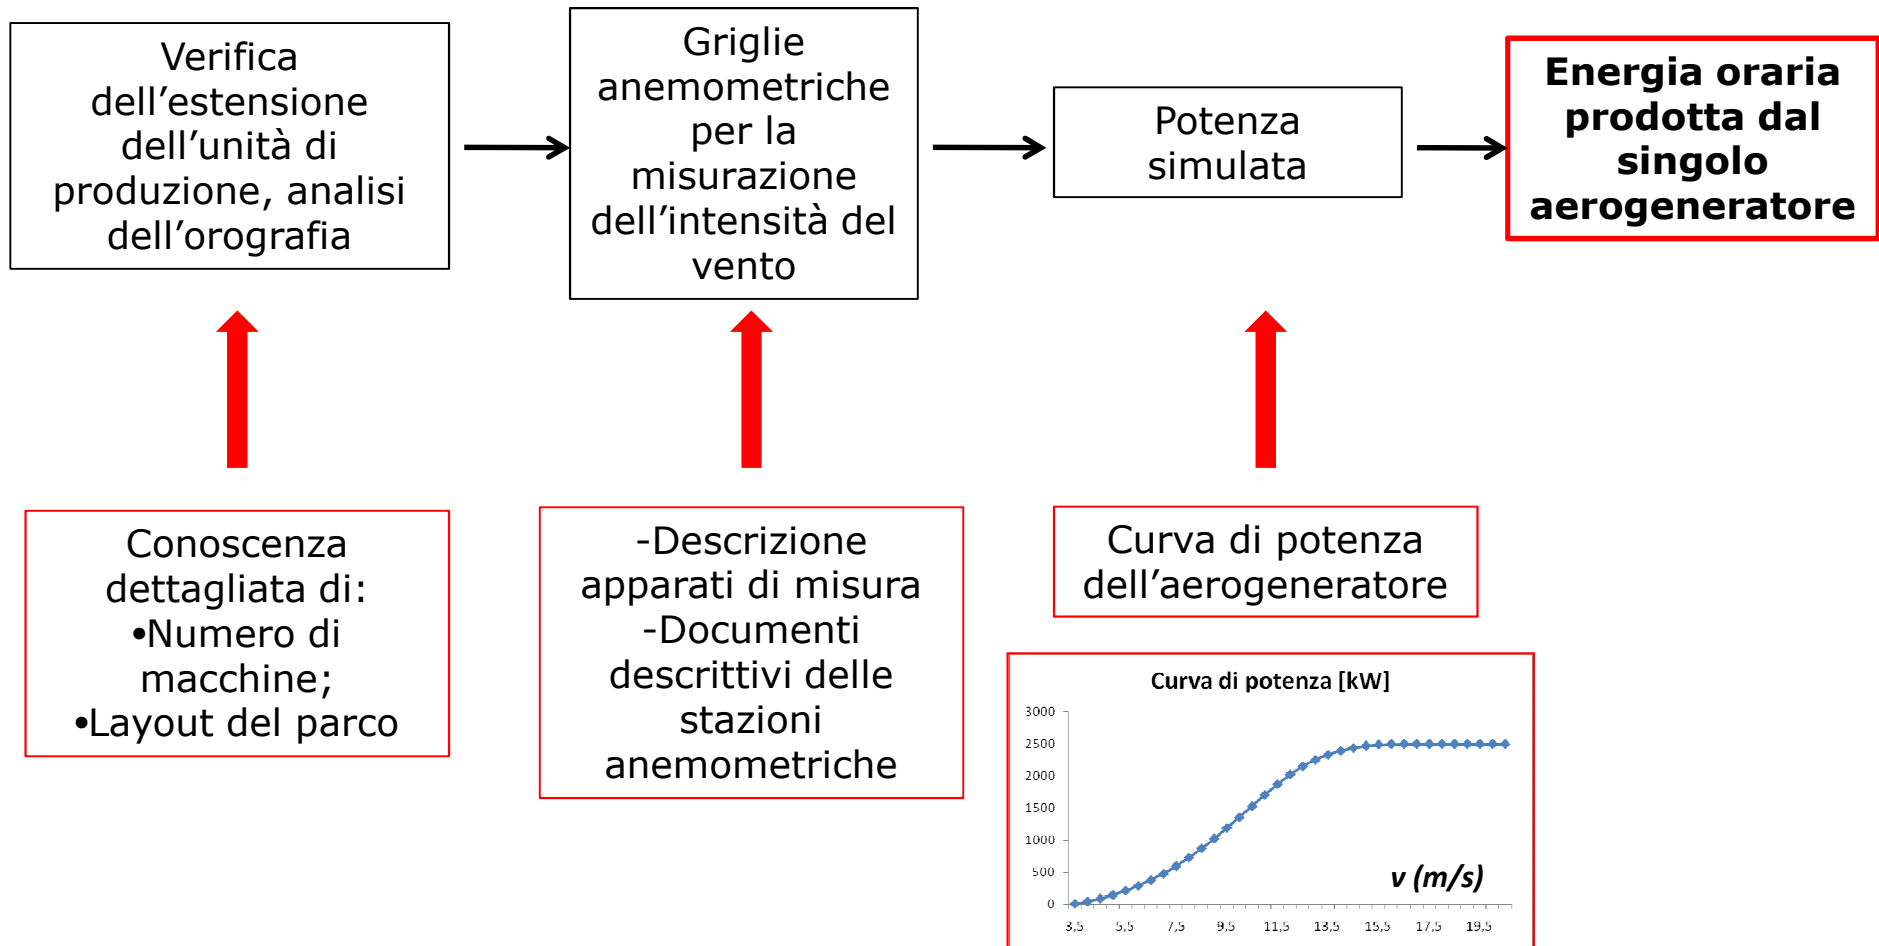 Verifica
dell’estensione
dell’unità di
produzione, analisi
dell’orografia
Griglie
anemometriche
per la
misurazione
dell’intensità del
vento
Potenza
simulata
Energia oraria
prodotta dal
singolo
aerogeneratore
Conoscenza
dettagliata di:
•Numero di
macchine;
•Layout del parco
-Descrizione
apparati di misura
-Documenti
descrittivi delle
stazioni
anemometriche
Curva di potenza
dell’aerogeneratore
Curva di potenza [kW]
3000
2500
2000
1500
1000
500
0
v (m/s)
3,5 5,5 7,5 9,5 11,5 13,5 15,5 17,5 19,5